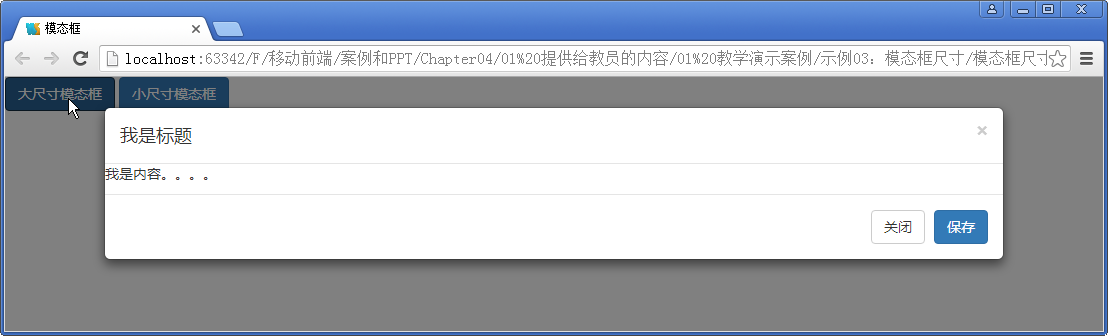 模态框
localhost:63342/F/移动前端/案例和PPT/Chapter04/01%20提供给教员的内容/01%20教学演示案例/示例03：模态框尺寸/模态框尺寸
大尺寸模态框 小尺寸模态框
我是标题 ×
我是内容。。。。
关闭 保存